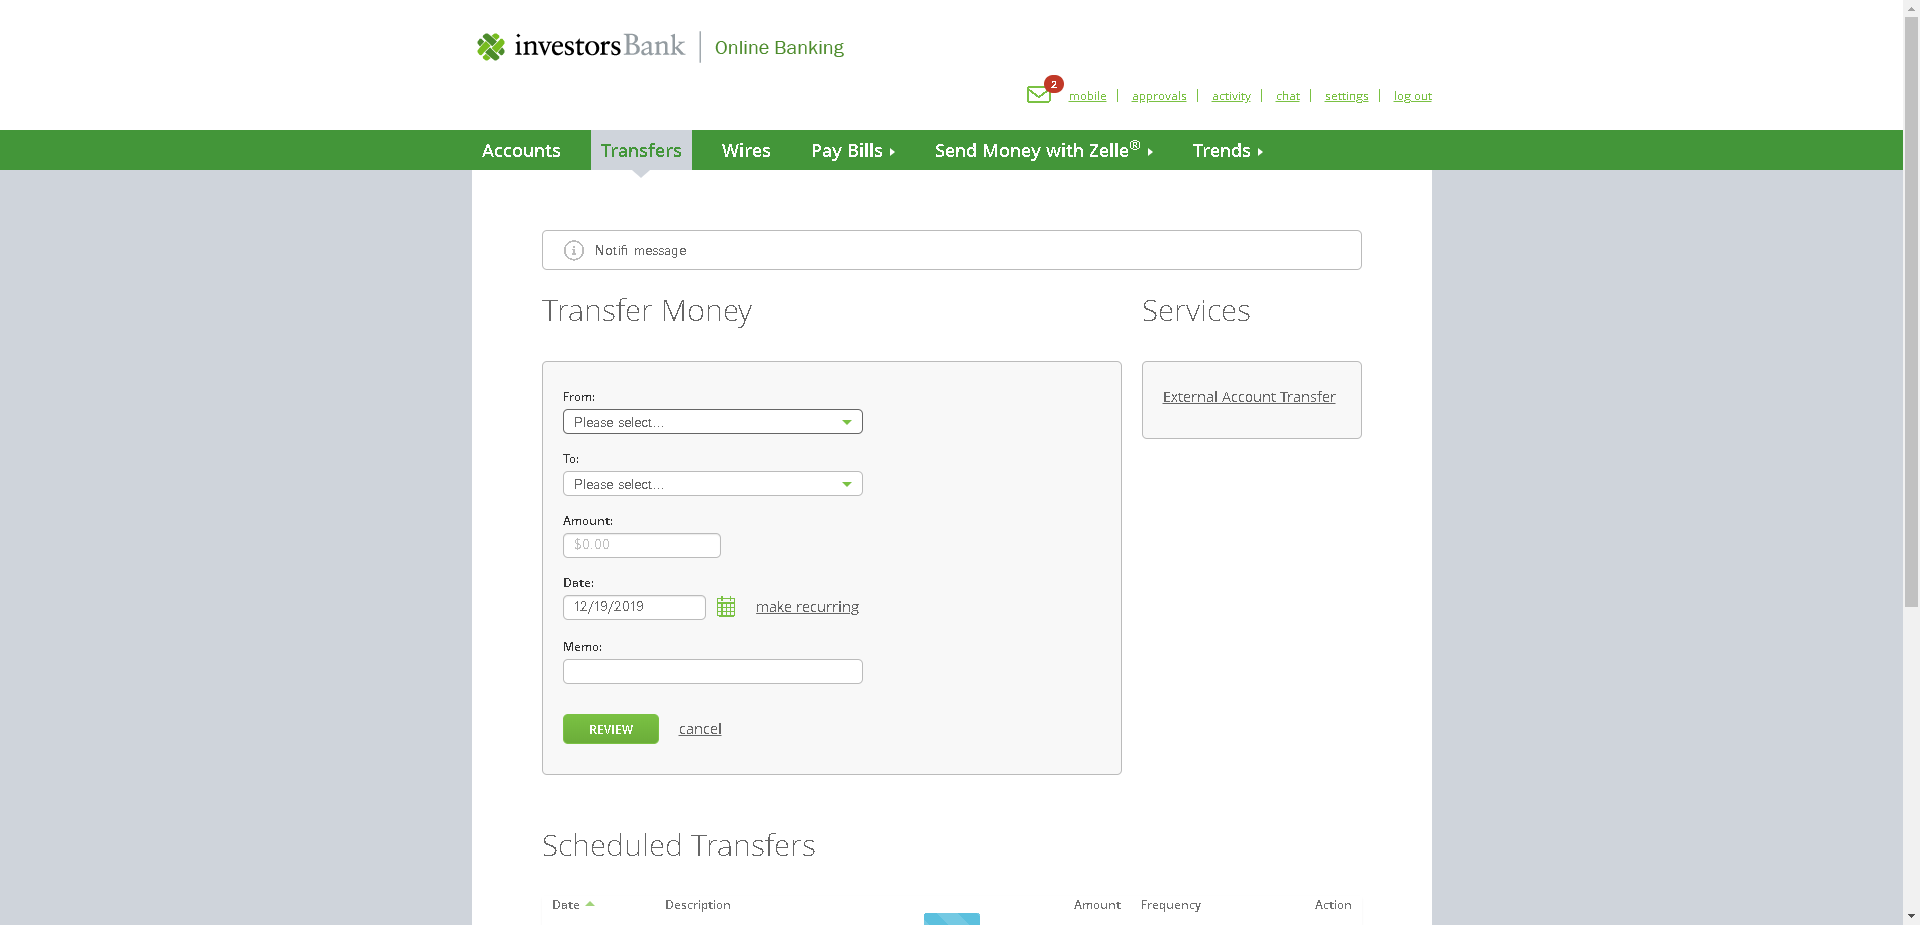 investorsBank Online Banking
2
mobile approvals activity chat settings log out
Accounts Transfers Wires Pay Bills Send Money with Zelle® Trends
Notifi message
Transfer Money
Services
From:
Please select...
External Account Transfer
To:
Please select...
Amount:
$0.00
Date:
12/19/2019 make recurring
Memo:
REVIEW cancel
Scheduled Transfers
Date Description Amount Frequency Action